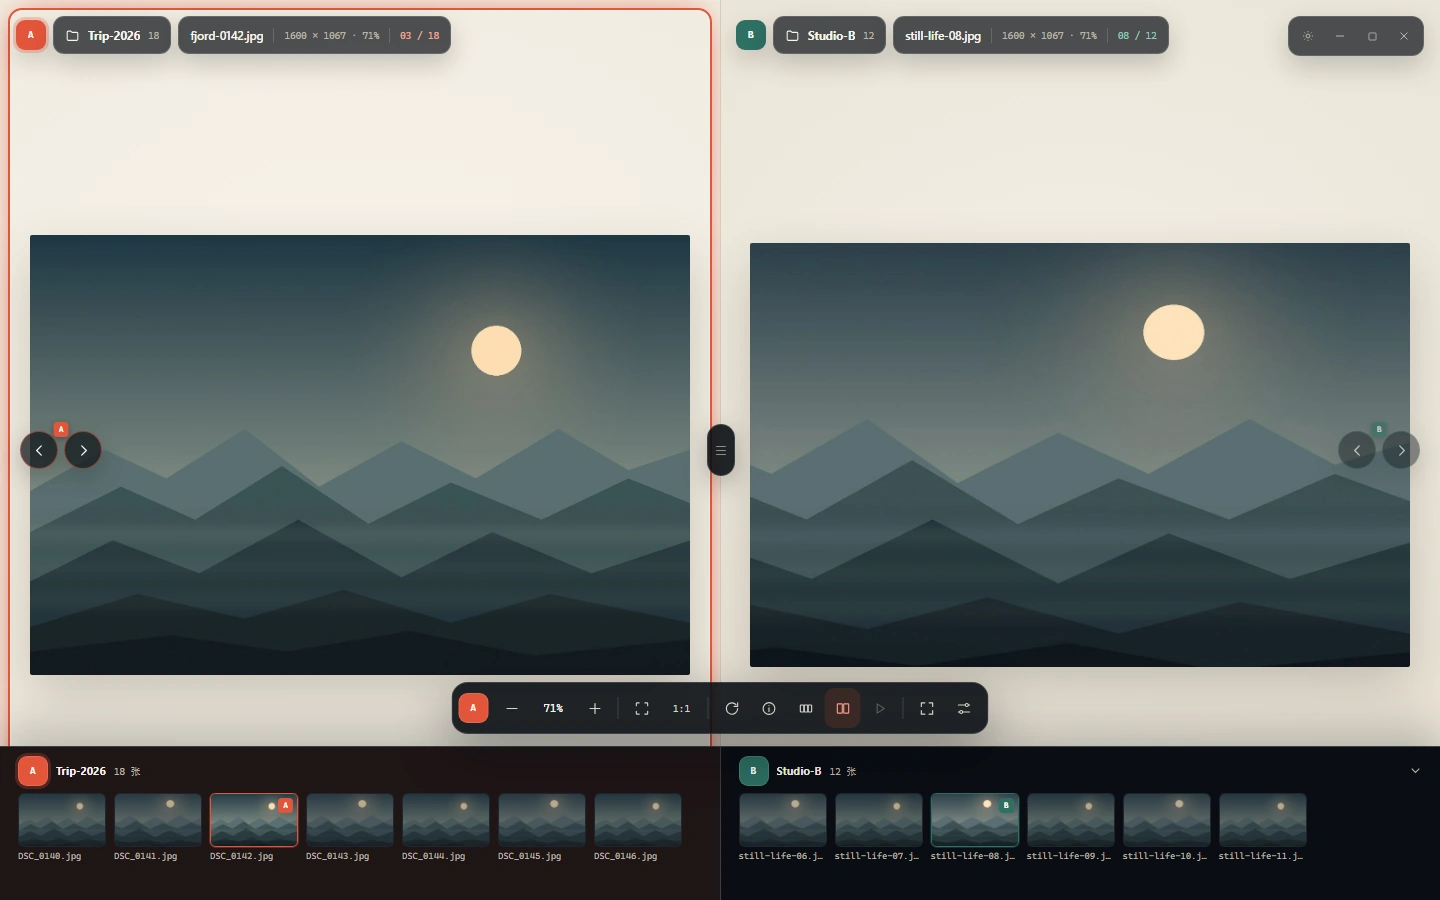 A Trip-2026 18 fjord-0142.jpg 1600 × 1067 · 71% 03 / 18
B Studio-B 12 still-life-08.jpg 1600 × 1067 · 71% 08 / 12
A
B
A 71% 1:1
A Trip-2026 18 张
A
DSC_0140.jpg DSC_0141.jpg DSC_0142.jpg DSC_0143.jpg DSC_0144.jpg DSC_0145.jpg DSC_0146.jpg
B Studio-B 12 张
B
still-life-06.j… still-life-07.j… still-life-08.j… still-life-09.j… still-life-10.j… still-life-11.j…